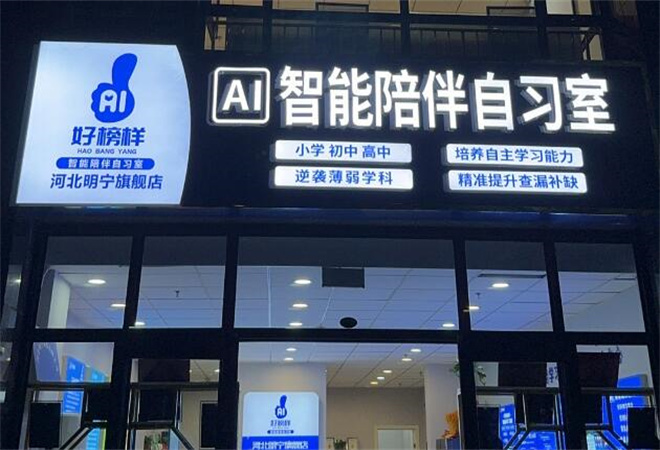 AI
好榜样
HAO BANG YANG
智能陪伴自习室
河北明宁旗舰店
AI 智能陪伴自习室
小学 初中 高中
培养自主学习能力
逆袭薄弱学科
精准提升查漏补缺
AI
好榜样
河北明宁旗舰店